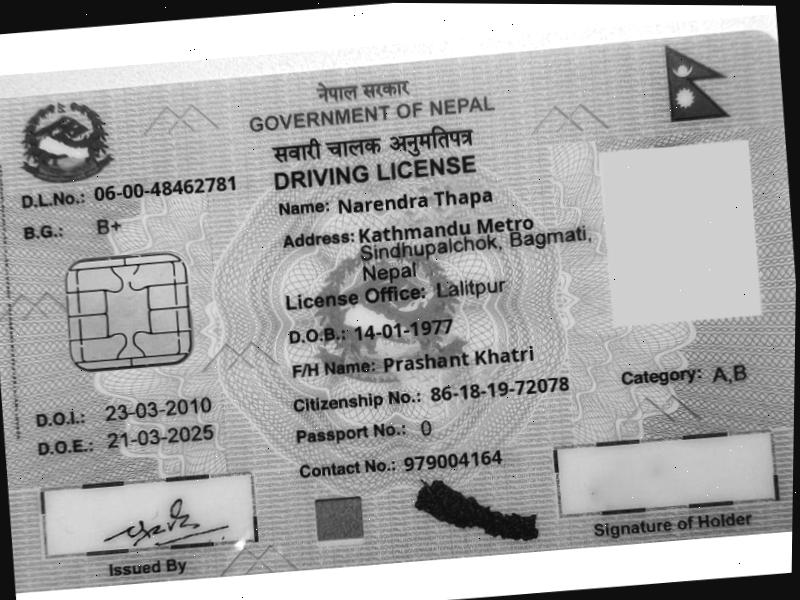 नेपाल सरकार
GOVERNMENT OF NEPAL
सवारी चालक अनुमतिपत्र
DRIVING LICENSE
D.L.No.: 06-00-48462781
B.G.: B+
Name: Narendra Thapa
Address: Kathmandu Metro
Sindhupalchok, Bagmati,
Nepal
License Office: Lalitpur
D.O.B.: 14-01-1977
F/H Name: Prashant Khatri
Citizenship No.: 86-18-19-72078
Category: A,B
D.O.I.: 23-03-2010
Passport No.: 0
D.O.E.: 21-03-2025
Contact No.: 979004164
Issued By
Signature of Holder